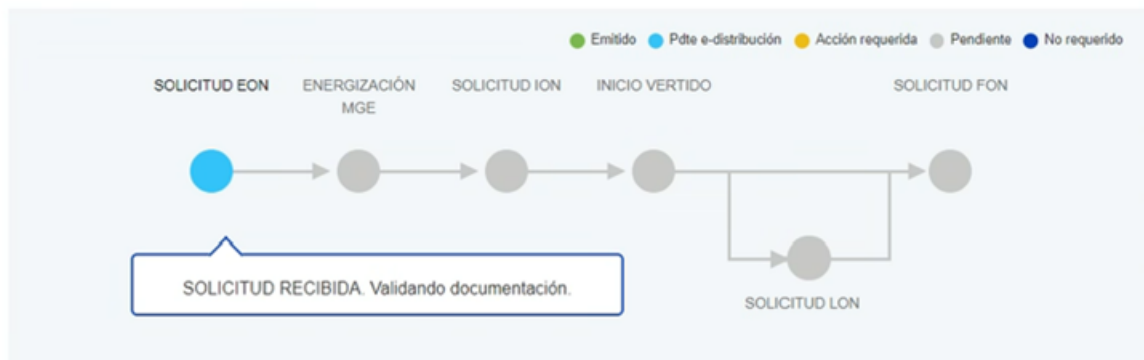 Emitido Pdte e-distribución Acción requerida Pendiente No requerido
SOLICITUD EON
ENERGIZACIÓN
MGE
SOLICITUD ION
INICIO VERTIDO
SOLICITUD FON
SOLICITUD RECIBIDA. Validando documentación.
SOLICITUD LON